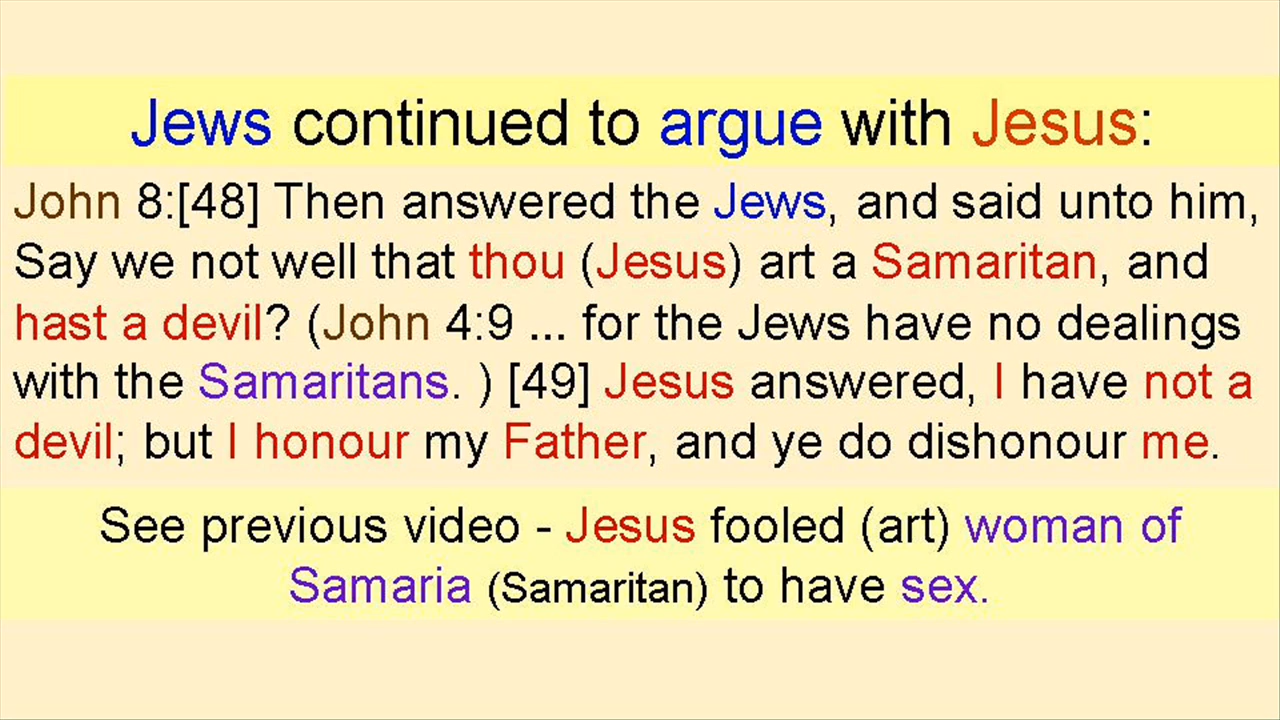 Jews continued to argue with Jesus:
John 8:[48] Then answered the Jews, and said unto him,
Say we not well that thou (Jesus) art a Samaritan, and
hast a devil? (John 4:9 ... for the Jews have no dealings
with the Samaritans. ) [49] Jesus answered, I have not a
devil; but I honour my Father, and ye do dishonour me.
See previous video - Jesus fooled (art) woman of
Samaria (Samaritan) to have sex.